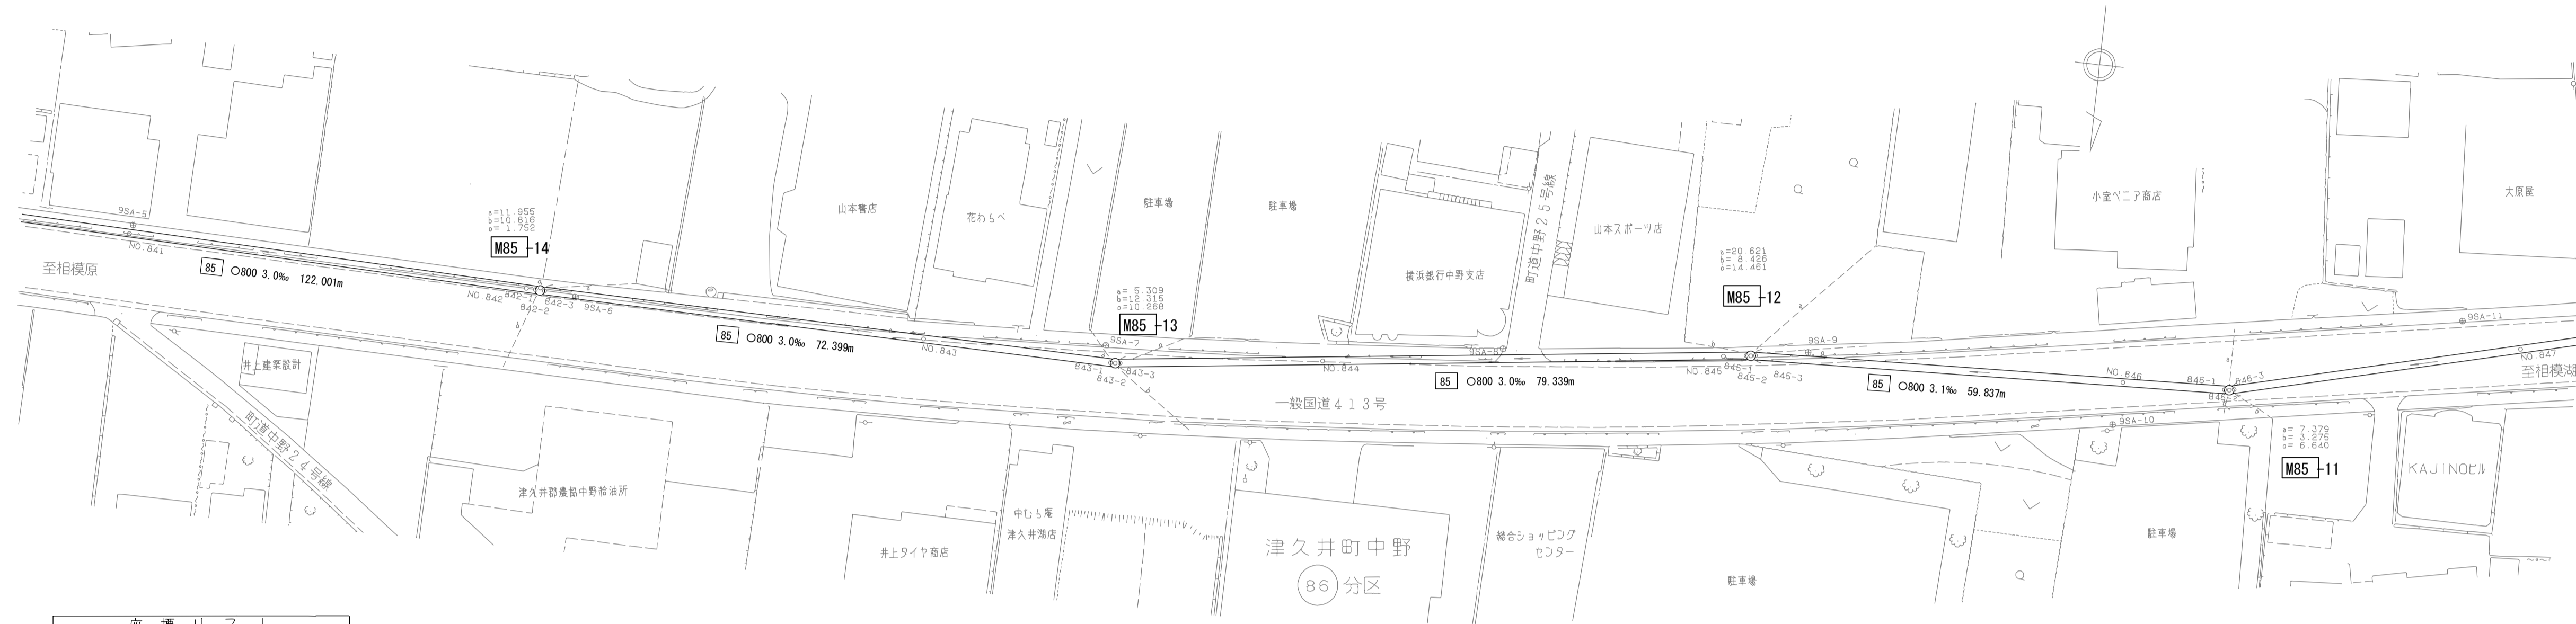 9SA-5
NO.841
至相模原
85 ○800 3.0‰ 122.001m
a=11.955
b=10.816
o= 1.752
M85-14
NO.842
842-1
842-2
842-3
9SA-6
井上建築設計
町道中野24号線
山本書店
花わらべ
85 ○800 3.0‰ 72.399m
NO.843
津久井郡農協中野給油所
井上タイヤ商店
中むら庵
津久井湖店
駐車場
駐車場
a= 5.309
b=12.315
o=10.268
M85-13
9SA-7
843-1
843-2
843-3
横浜銀行中野支店
町道中野25号線
NO.844
9SA-8
85 ○800 3.0‰ 79.339m
一般国道413号
津久井町中野
86 分区
総合ショッピング
センター
山本スポーツ店
a=20.621
b= 8.426
o=14.461
M85-12
9SA-9
NO.845
845-1
845-2
845-3
85 ○800 3.1‰ 59.837m
駐車場
小室ベニア商店
大原屋
9SA-11
NO.846
846-1
846-2
846-3
NO.847
至相模湖
9SA-10
a= 7.379
b= 3.275
o= 6.640
M85-11
KAJINOビル
駐車場
座標リスト